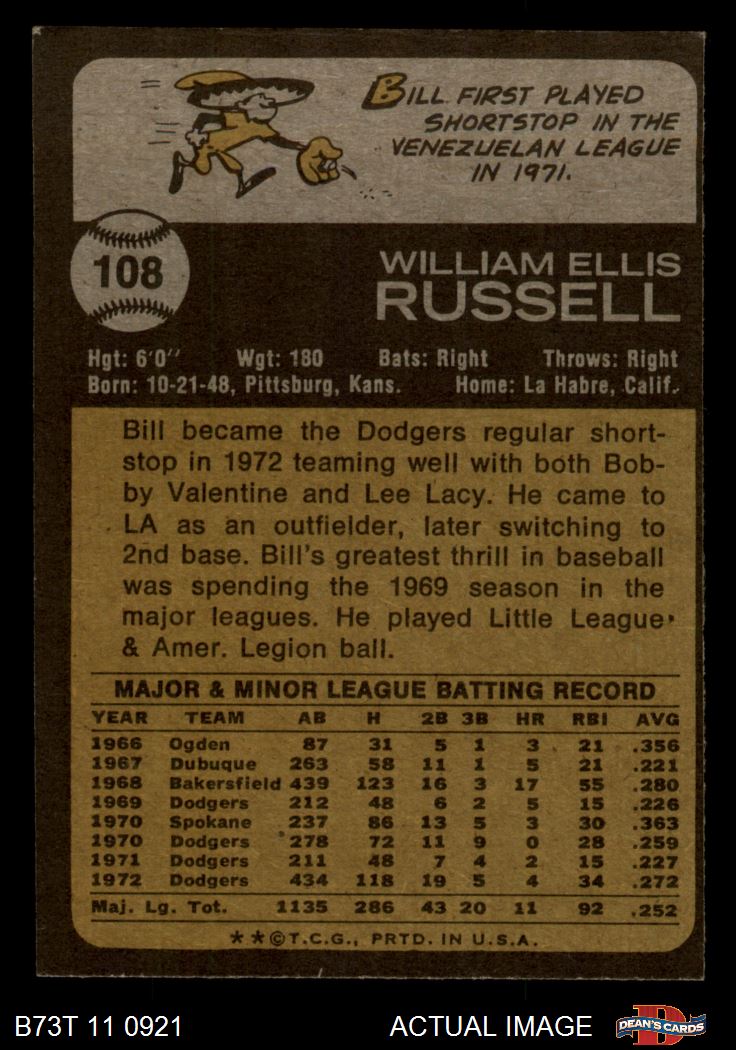 BILL FIRST PLAYED
SHORTSTOP IN THE
VENEZUELAN LEAGUE
IN 1971.
108
WILLIAM ELLIS
RUSSELL
Hgt: 6'0" Wgt: 180 Bats: Right Throws: Right
Born: 10-21-48, Pittsburg, Kans. Home: La Habre, Calif.
Bill became the Dodgers regular short-
stop in 1972 teaming well with both Bob-
by Valentine and Lee Lacy. He came to
LA as an outfielder, later switching to
2nd base. Bill's greatest thrill in baseball
was spending the 1969 season in the
major leagues. He played Little League
& Amer. Legion ball.
MAJOR & MINOR LEAGUE BATTING RECORD
YEAR TEAM AB H 2B 3B HR RBI AVG
1966 Ogden 87 31 5 1 3 21 .356
1967 Dubuque 263 58 11 1 5 21 .221
1968 Bakersfield 439 123 16 3 17 55 .280
1969 Dodgers 212 48 6 2 5 15 .226
1970 Spokane 237 86 13 5 3 30 .363
1970 Dodgers 278 72 11 9 0 28 .259
1971 Dodgers 211 48 7 4 2 15 .227
1972 Dodgers 434 118 19 5 4 34 .272
Maj. Lg. Tot. 1135 286 43 20 11 92 .252
**©T.C.G., PRTD. IN U.S.A.
B73T 11 0921 ACTUAL IMAGE D DEAN'S CARDS